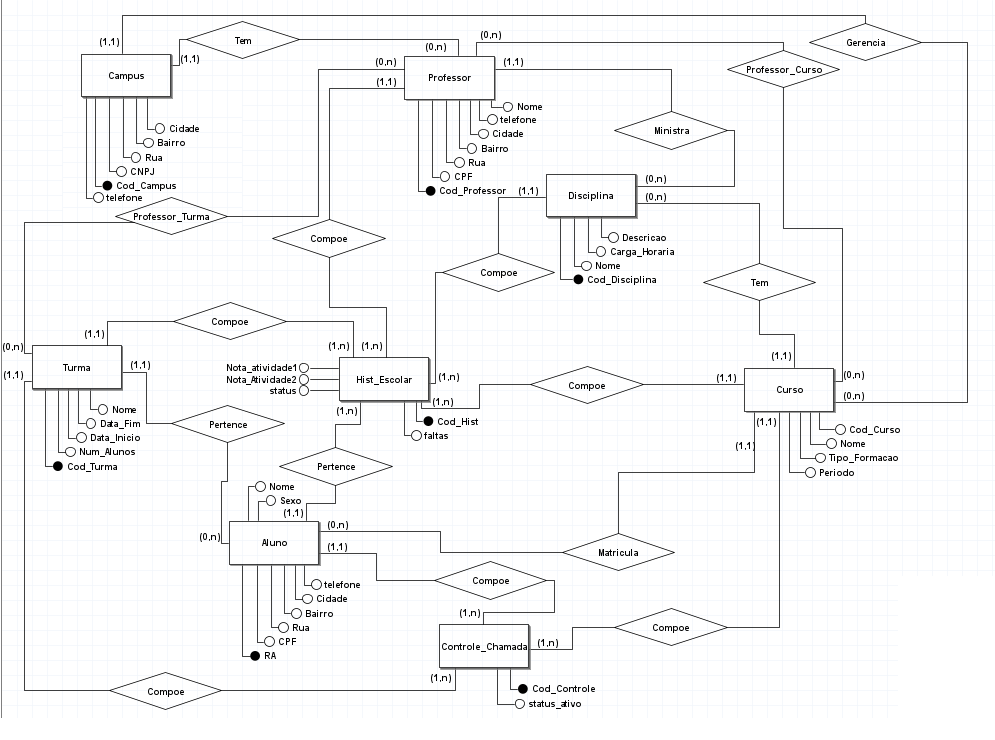 Gerencia
Tem
(1,1)
(0,n)
(0,n)
(1,1)
(0,n)
(1,1)
Professor_Curso
Campus
Professor
(1,1)
Nome
telefone
Cidade
Bairro
Rua
CPF
Cod_Professor
Cidade
Bairro
Rua
CNPJ
Cod_Campus
telefone
Ministra
(0,n)
(0,n)
(1,1)
Disciplina
Descricao
Carga_Horaria
Nome
Cod_Disciplina
Professor_Turma
Compoe
Compoe
Tem
Compoe
(1,1)
(1,n)
(1,n)
(0,n)
(1,1)
(1,1)
Turma
Nome
Data_Fim
Data_Inicio
Num_Alunos
Cod_Turma
Nota_atividade1
Nota_Atividade2
status
Hist_Escolar
(1,n)
(1,n)
(1,n)
Cod_Hist
faltas
Compoe
(1,1)
(1,1)
Curso
(0,n)
(0,n)
(1,1)
(1,1)
Cod_Curso
Nome
Tipo_Formacao
Periodo
Pertence
Pertence
Nome
Sexo
(1,1)
(0,n)
Aluno
(0,n)
(1,1)
telefone
Cidade
Bairro
Rua
CPF
RA
Matricula
Compoe
(1,n)
Controle_Chamada
(1,n)
(1,n)
Compoe
Compoe
Cod_Controle
status_ativo